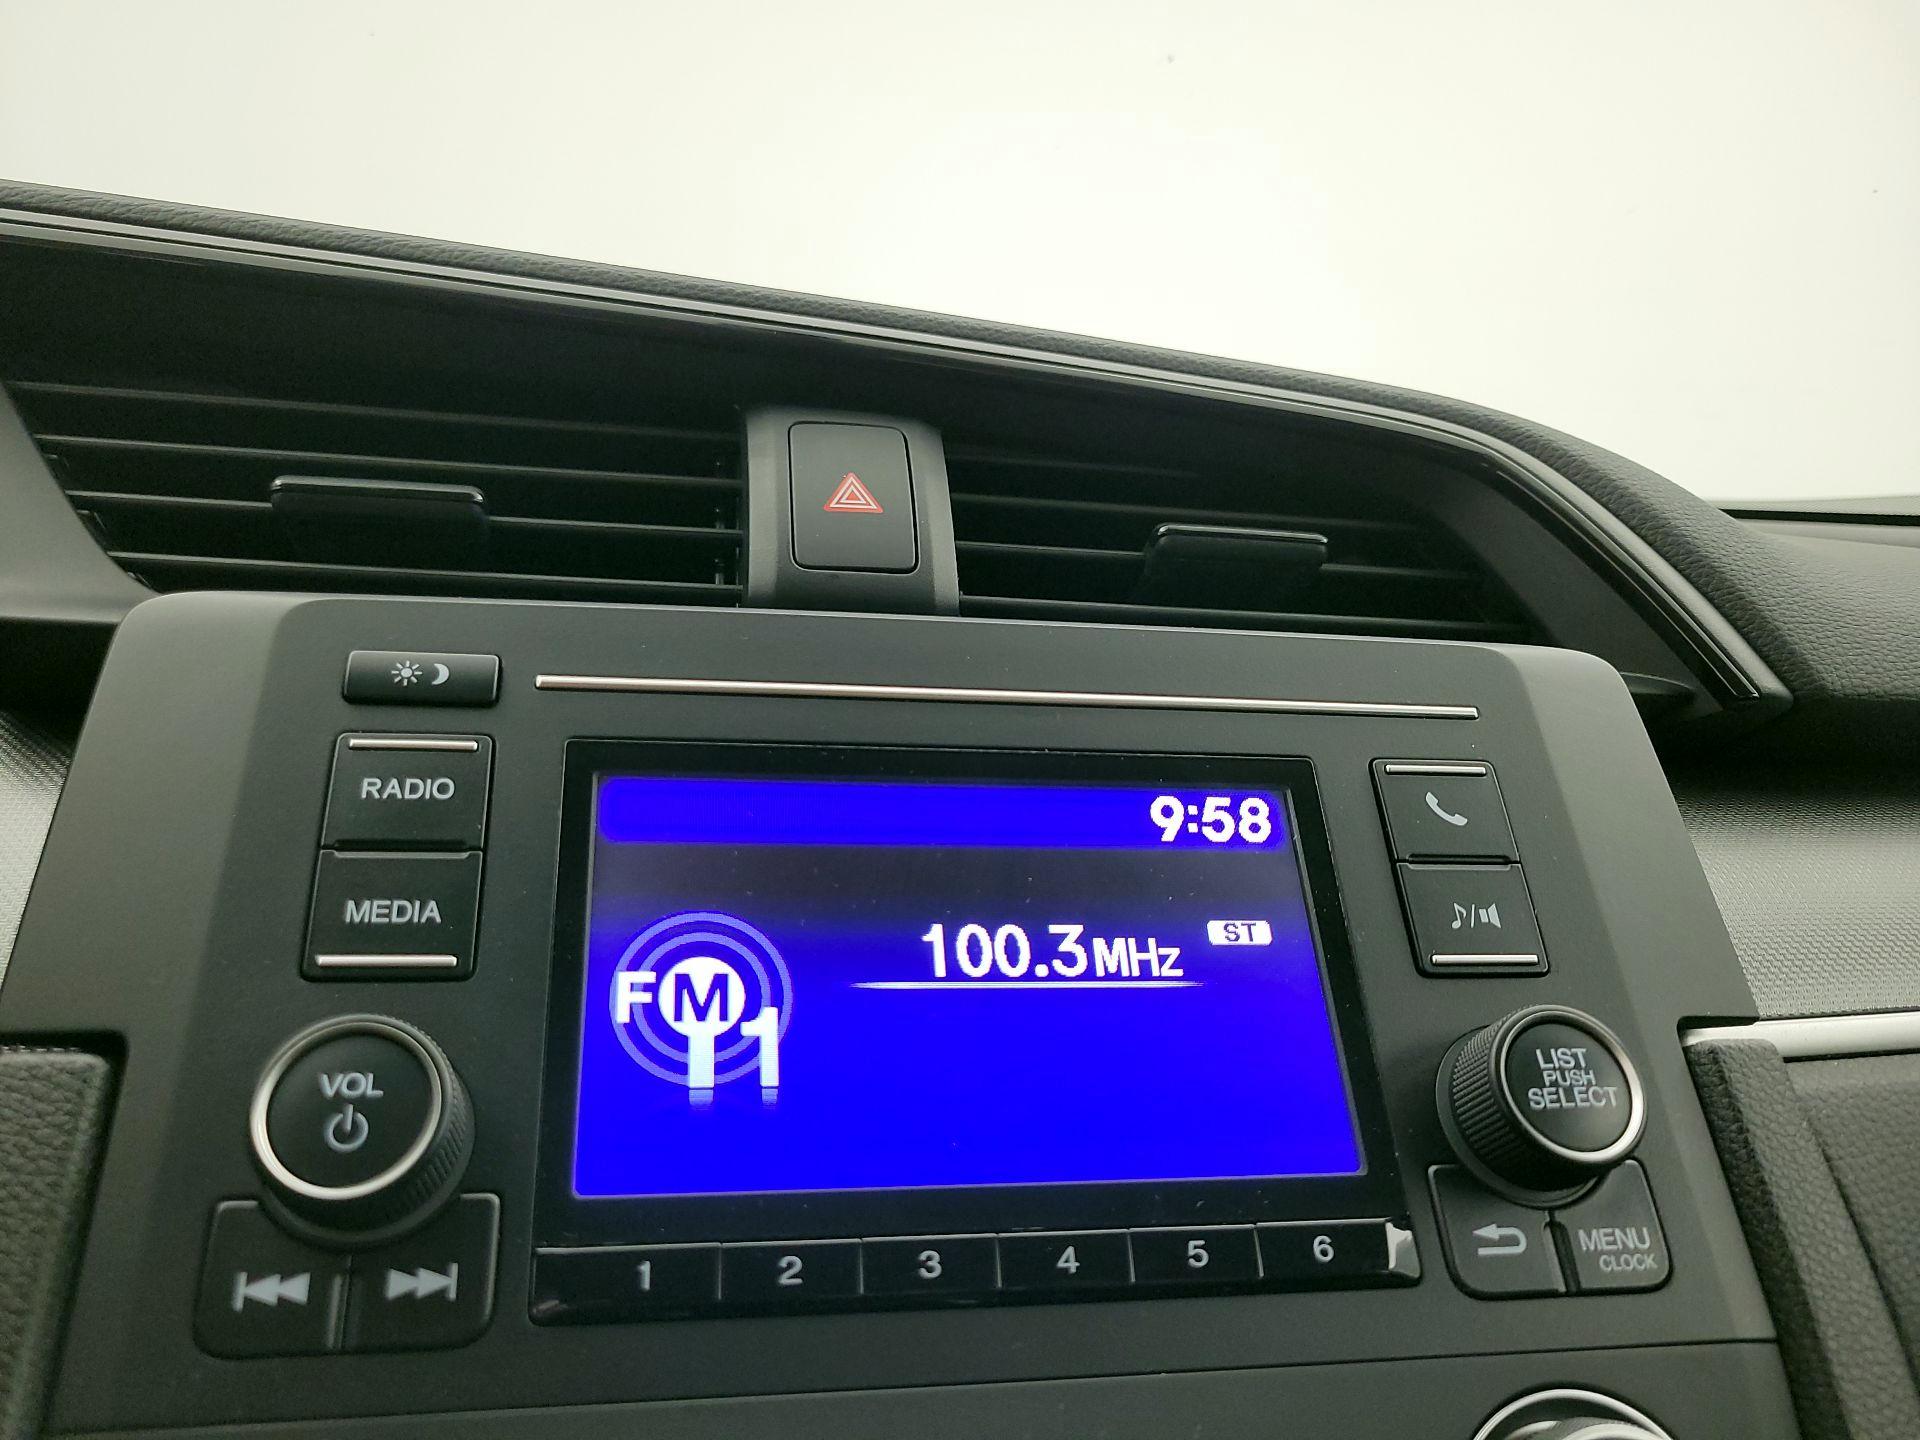 RADIO
MEDIA
VOL
9:58
100.3MHz
ST
FM
1
1
2
3
4
5
6
LIST
PUSH
SELECT
MENU
CLOCK